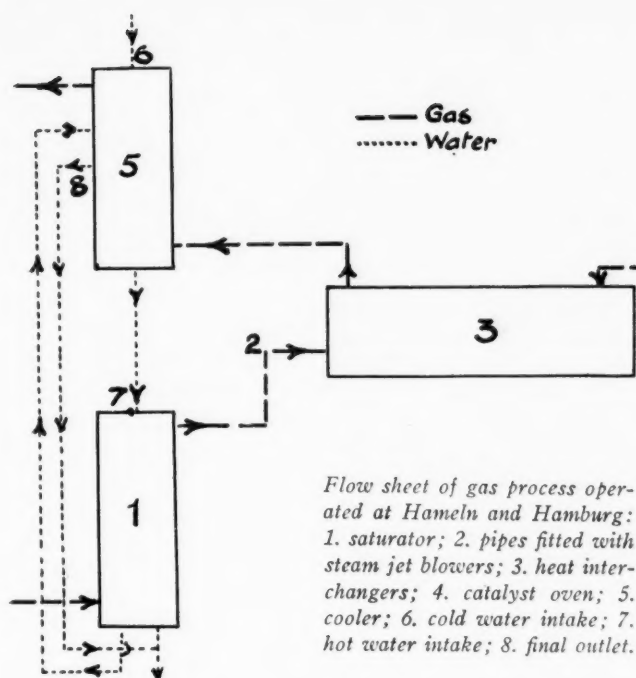 6
Gas
Water
5
8
2
3
7
1
Flow sheet of gas process oper-
ated at Hameln and Hamburg:
1. saturator; 2. pipes fitted with
steam jet blowers; 3. heat inter-
changers; 4. catalyst oven; 5.
cooler; 6. cold water intake; 7.
hot water intake; 8. final outlet.